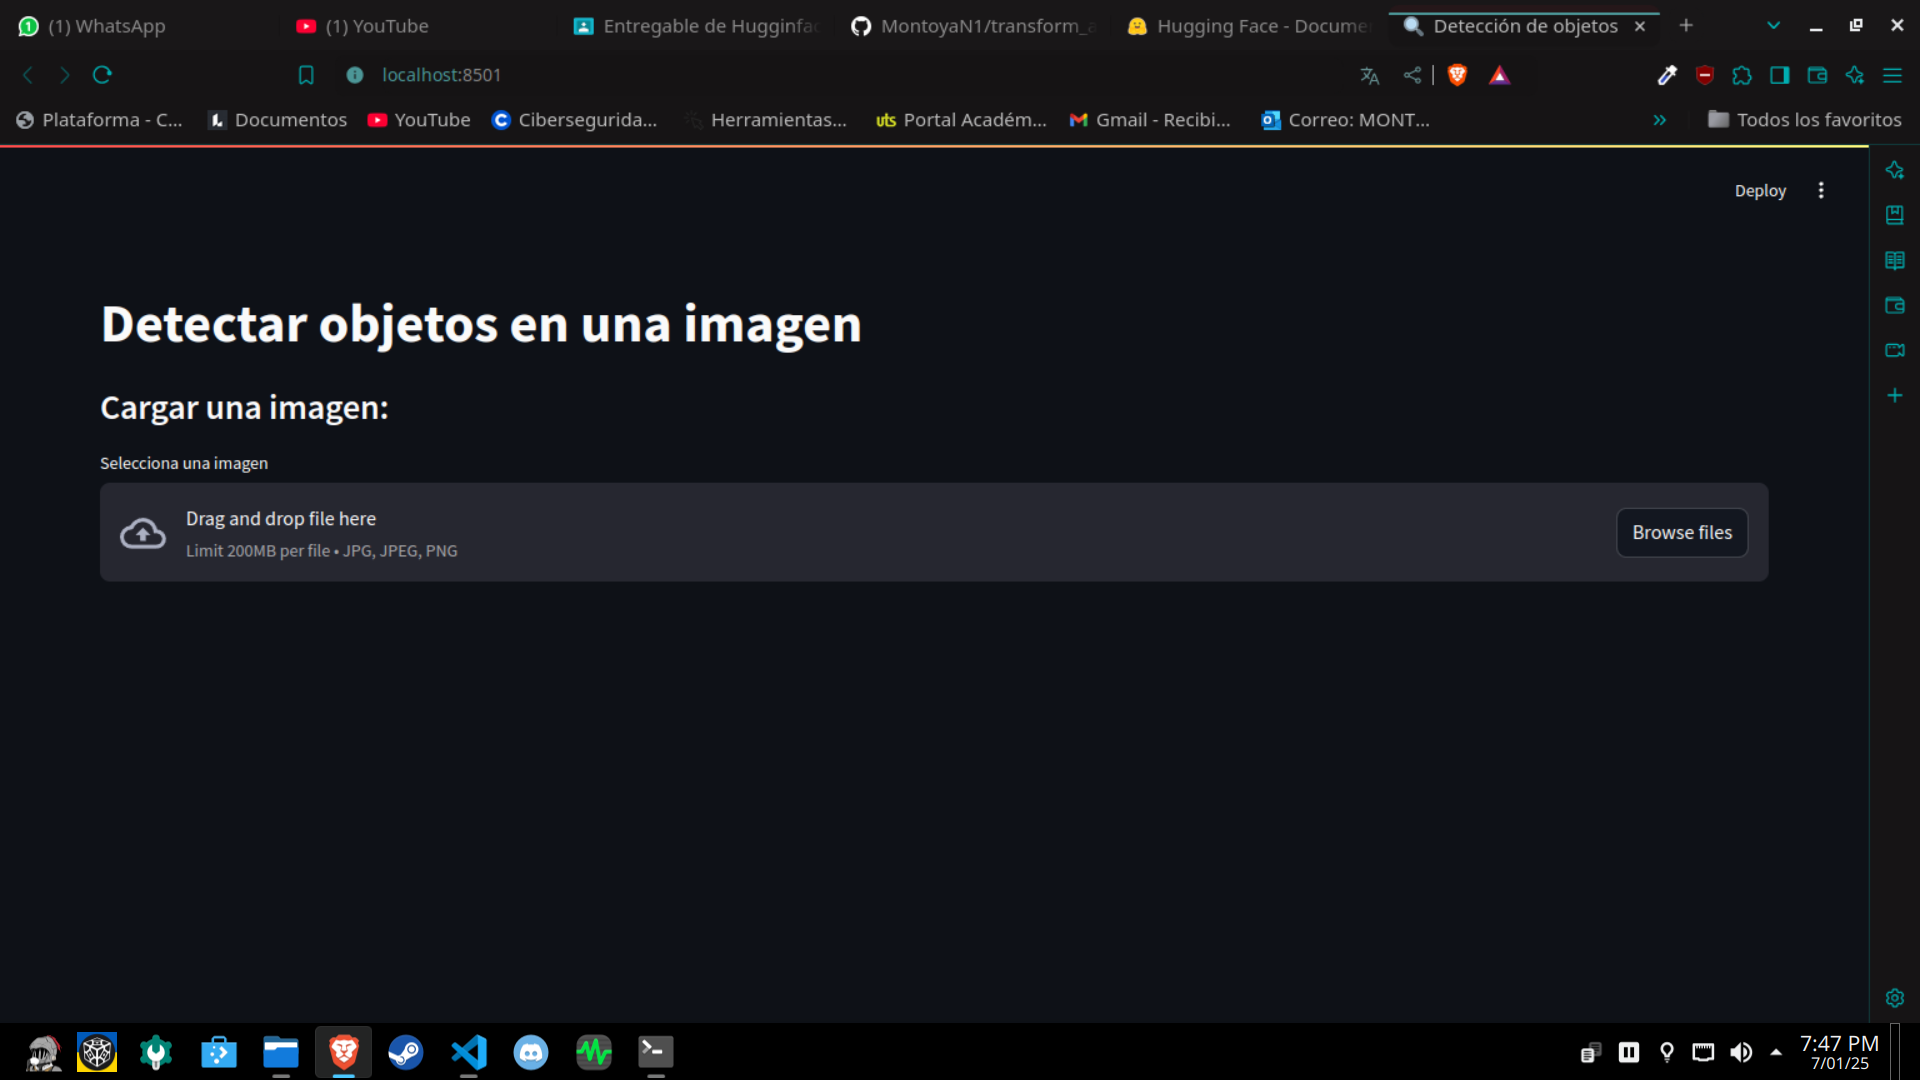 (1) WhatsApp
(1) YouTube
Entregable de Hugginfac
MontoyaN1/transform_a
Hugging Face - Docume
Detección de objetos
localhost:8501
Plataforma - C...
Documentos
YouTube
Cibersegurida...
Herramientas...
uts Portal Académ...
Gmail - Recibi...
Correo: MONT...
Todos los favoritos
Deploy
Detectar objetos en una imagen
Cargar una imagen:
Selecciona una imagen
Drag and drop file here
Limit 200MB per file • JPG, JPEG, PNG
Browse files
7:47 PM
7/01/25